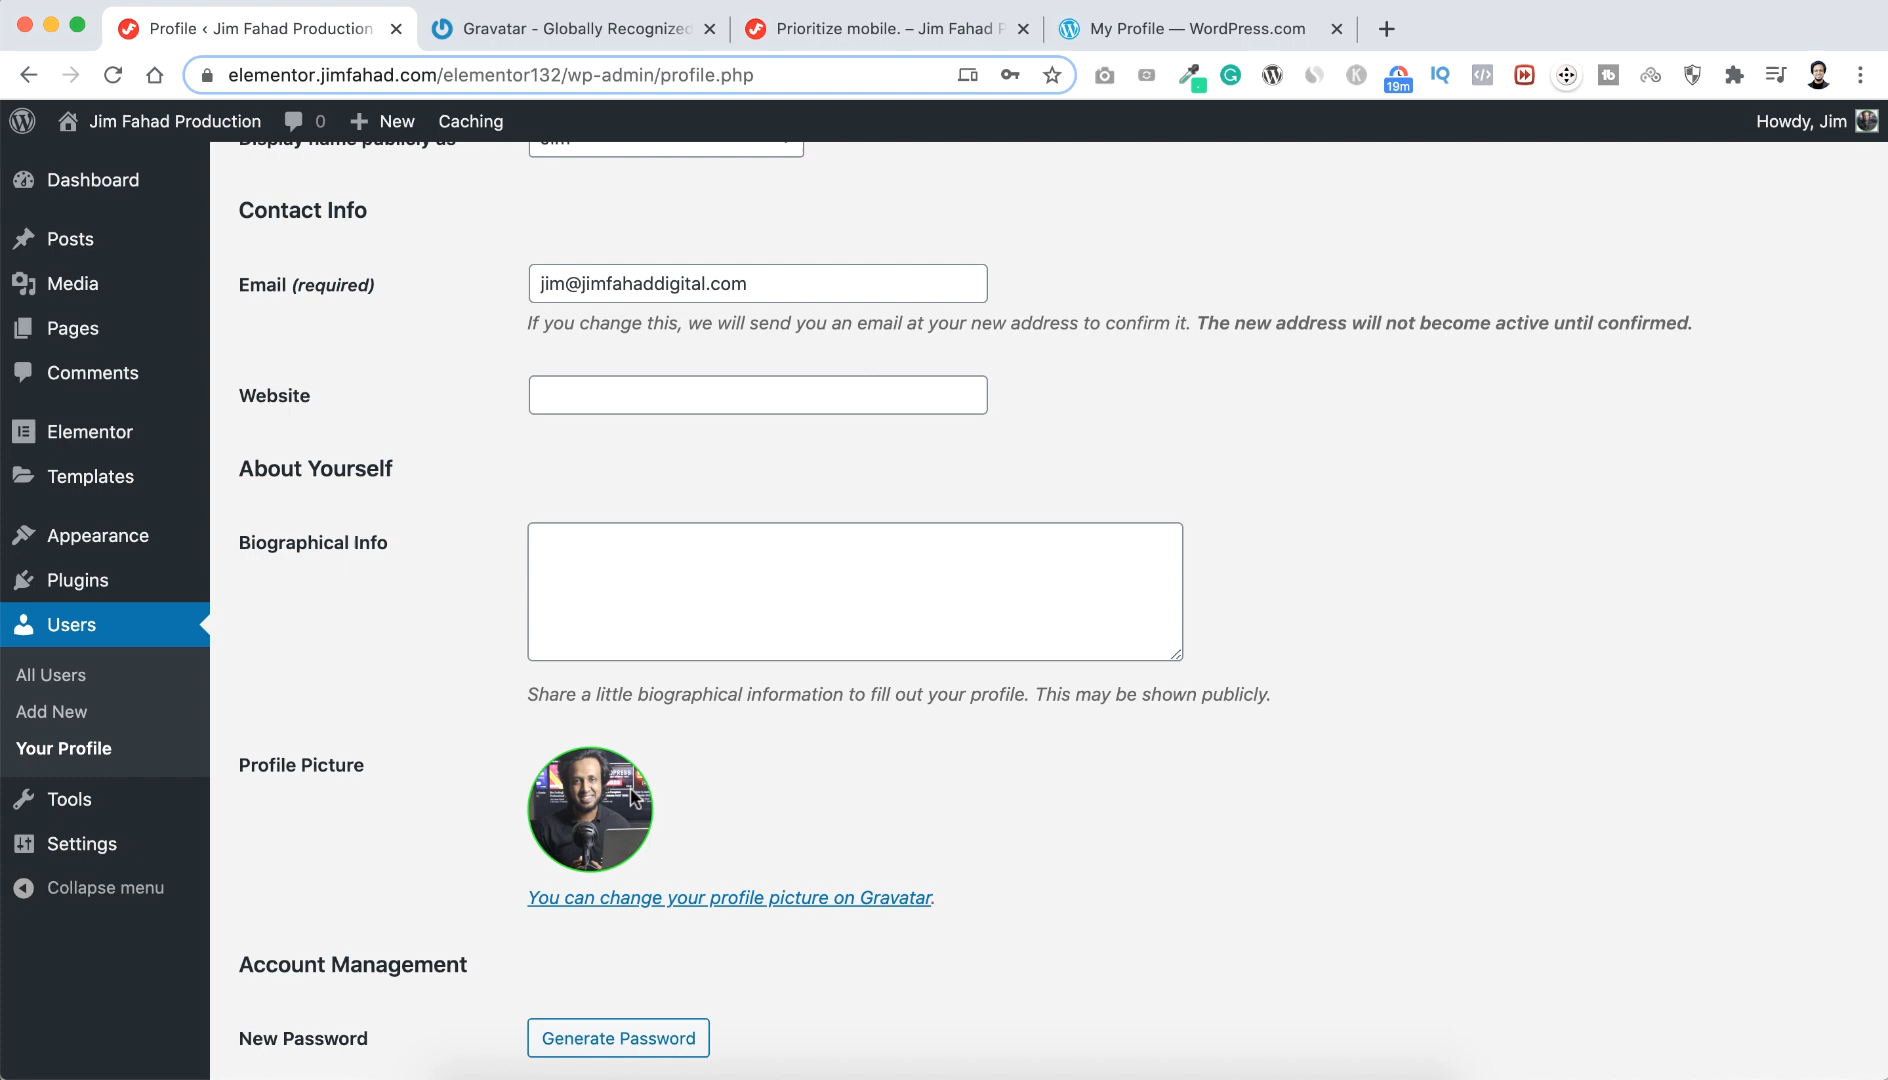 Profile ‹ Jim Fahad Production
Gravatar - Globally Recognized
Prioritize mobile. – Jim Fahad P
My Profile — WordPress.com
elementor.jimfahad.com/elementor132/wp-admin/profile.php
19m
IQ
Jim Fahad Production
0
New
Caching
Howdy, Jim
Dashboard
Posts
Media
Pages
Comments
Elementor
Templates
Appearance
Plugins
Users
All Users
Add New
Your Profile
Tools
Settings
Collapse menu
Display name publicly as
Jim
Contact Info
Email (required)
jim@jimfahaddigital.com
If you change this, we will send you an email at your new address to confirm it. The new address will not become active until confirmed.
Website
About Yourself
Biographical Info
Share a little biographical information to fill out your profile. This may be shown publicly.
Profile Picture
You can change your profile picture on Gravatar.
Account Management
New Password
Generate Password